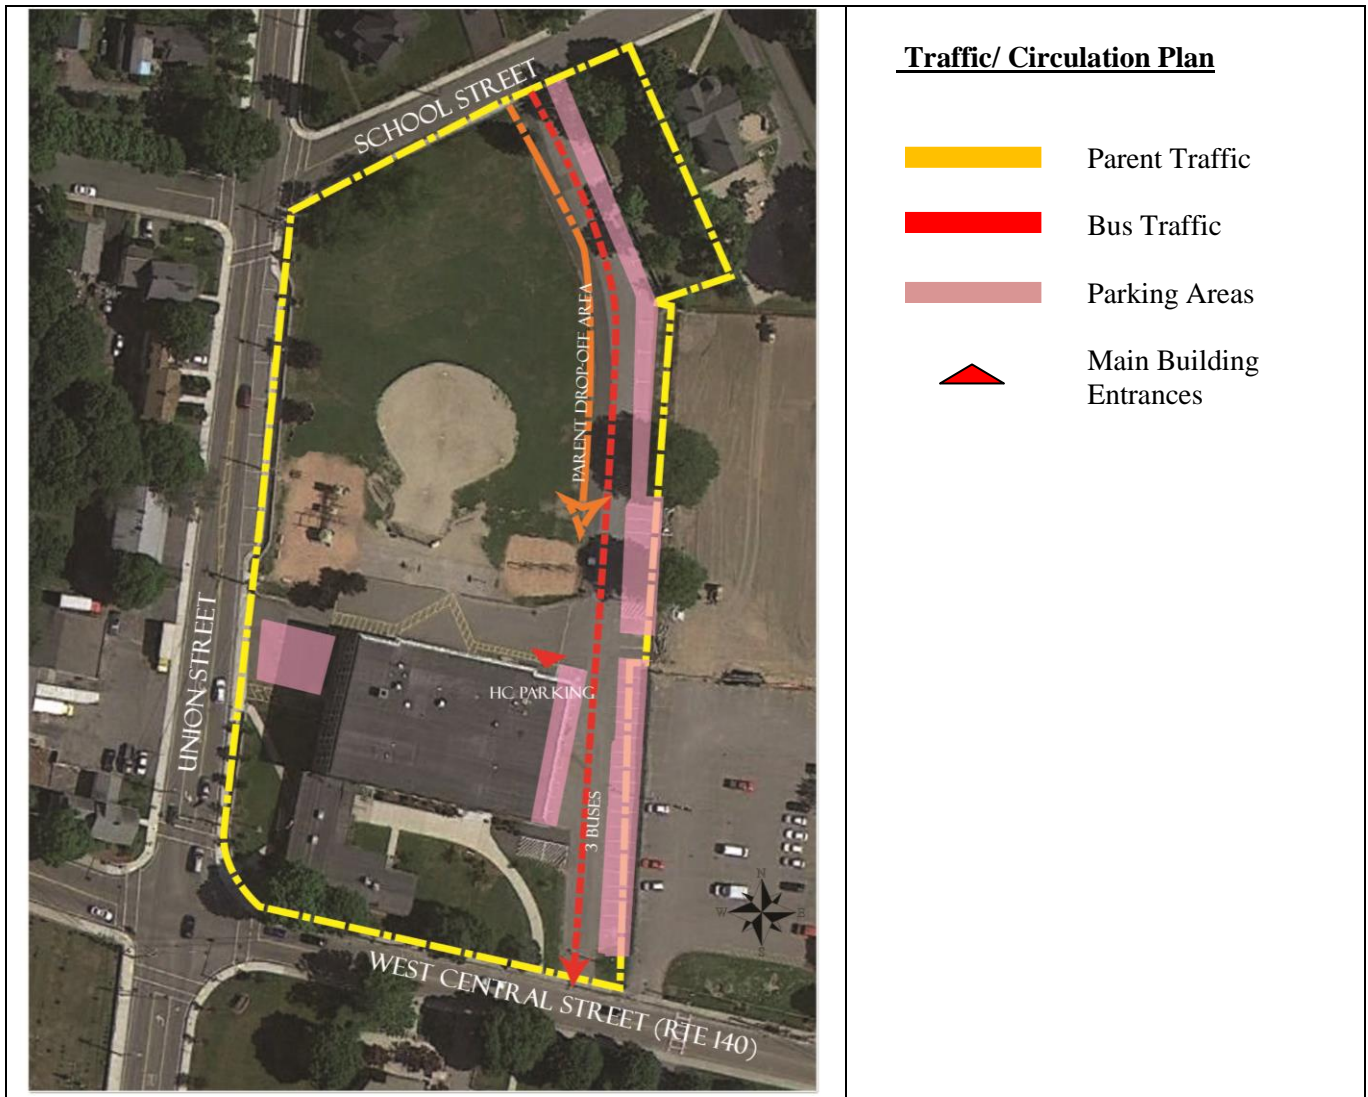 SCHOOL STREET
PARENT DROP-OFF AREA
UNION STREET
HC PARKING
3 BUSES
N
W
E
S
WEST CENTRAL STREET (RTE 140)
Traffic/ Circulation Plan
Parent Traffic
Bus Traffic
Parking Areas
Main Building
Entrances